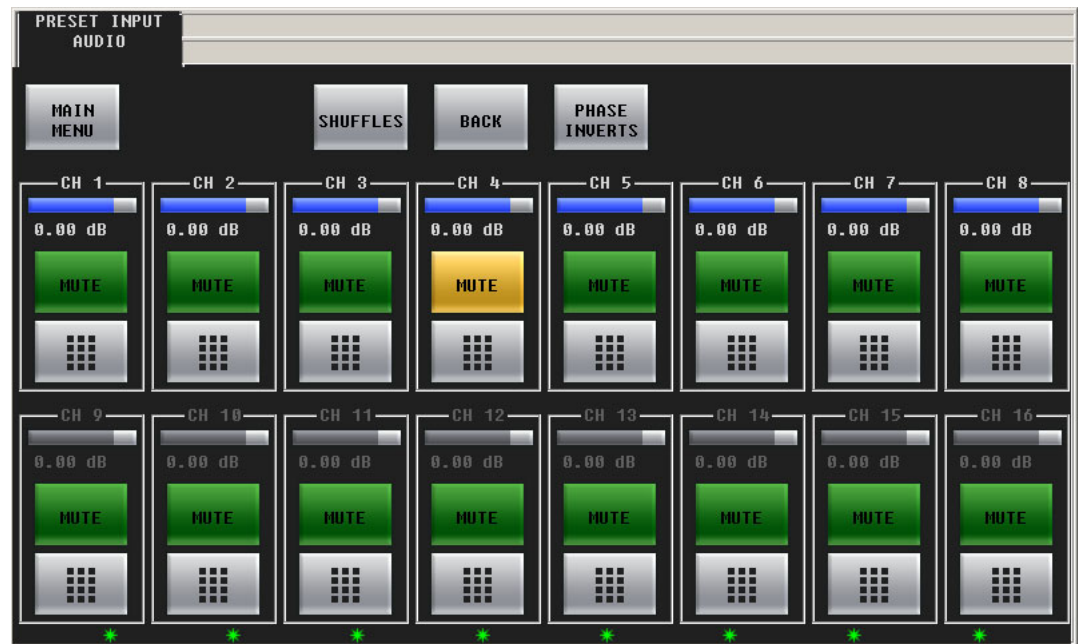 PRESET INPUT
AUDIO
MAIN
MENU
SHUFFLES
BACK
PHASE
INVERTS
CH 1 CH 2 CH 3 CH 4 CH 5 CH 6 CH 7 CH 8
0.00 dB 0.00 dB 0.00 dB 0.00 dB 0.00 dB 0.00 dB 0.00 dB 0.00 dB
MUTE MUTE MUTE MUTE MUTE MUTE MUTE MUTE
CH 9 CH 10 CH 11 CH 12 CH 13 CH 14 CH 15 CH 16
0.00 dB 0.00 dB 0.00 dB 0.00 dB 0.00 dB 0.00 dB 0.00 dB 0.00 dB
MUTE MUTE MUTE MUTE MUTE MUTE MUTE MUTE